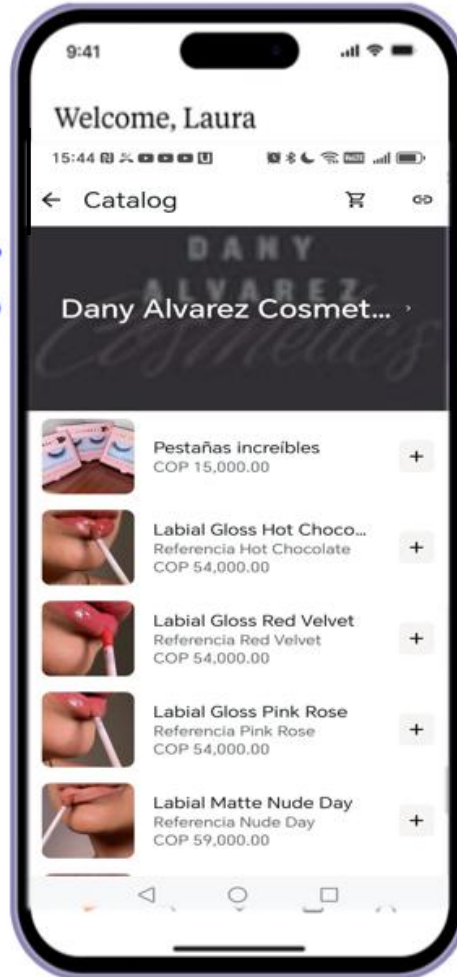 9:41
Welcome, Laura
15:44
Catalog
DANY
ALVAREZ
Cosmetics
Dany Alvarez Cosmet... ›
Pestañas increíbles
COP 15,000.00
+
Labial Gloss Hot Choco...
Referencia Hot Chocolate
COP 54,000.00
+
Labial Gloss Red Velvet
Referencia Red Velvet
COP 54,000.00
+
Labial Gloss Pink Rose
Referencia Pink Rose
COP 54,000.00
+
Labial Matte Nude Day
Referencia Nude Day
COP 59,000.00
+